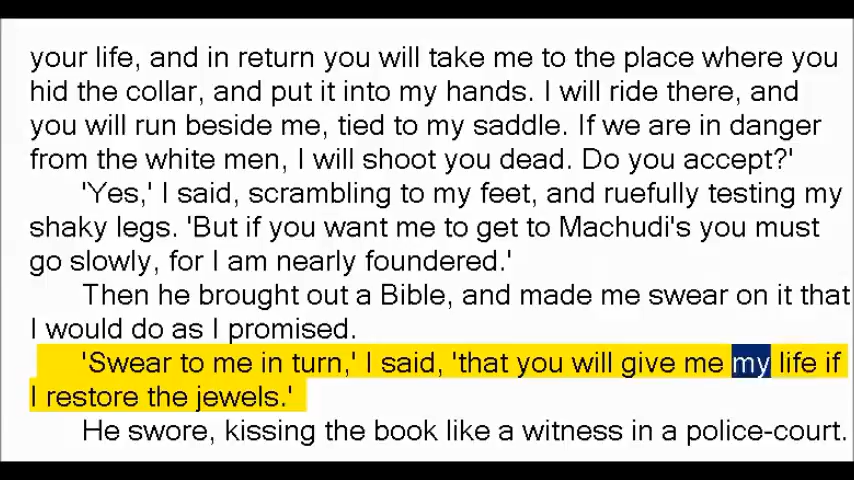 your life, and in return you will take me to the place where you
hid the collar, and put it into my hands. I will ride there, and
you will run beside me, tied to my saddle. If we are in danger
from the white men, I will shoot you dead. Do you accept?'
'Yes,' I said, scrambling to my feet, and ruefully testing my
shaky legs. 'But if you want me to get to Machudi's you must
go slowly, for I am nearly foundered.'
Then he brought out a Bible, and made me swear on it that
I would do as I promised.
'Swear to me in turn,' I said, 'that you will give me my life if
I restore the jewels.'
He swore, kissing the book like a witness in a police-court.